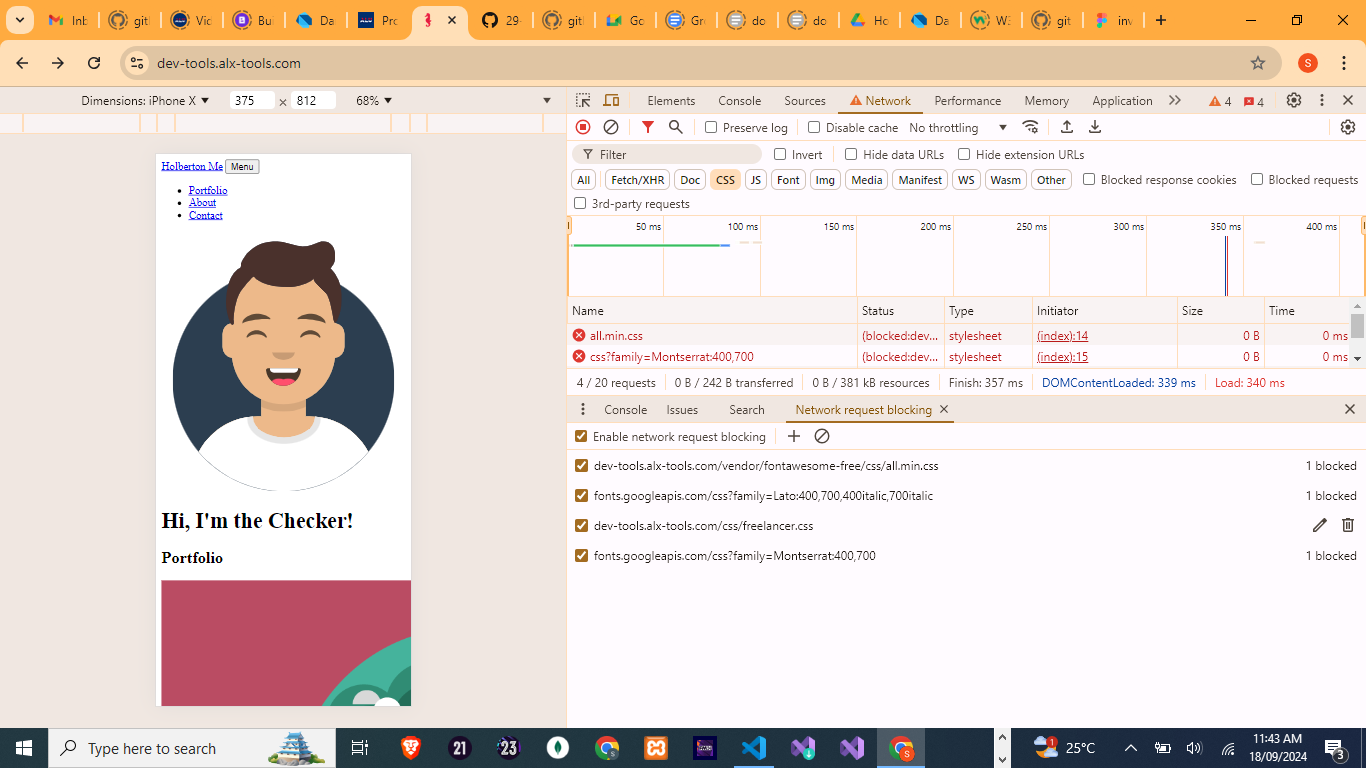 Inb
gitl
Vid
Bu
Da
Pro
29-
gitl
Go
Gre
do
do
Ho
Da
W3
git
inv
dev-tools.alx-tools.com
S
Dimensions: iPhone X
375 × 812
68%
Elements Console Sources Network Performance Memory Application
4 4
Preserve log Disable cache No throttling
Filter Invert Hide data URLs Hide extension URLs
All Fetch/XHR Doc CSS JS Font Img Media Manifest WS Wasm Other Blocked response cookies Blocked requests
3rd-party requests
50 ms 100 ms 150 ms 200 ms 250 ms 300 ms 350 ms 400 ms
Name Status Type Initiator Size Time
all.min.css (blocked:dev... stylesheet (index):14 0 B 0 ms
css?family=Montserrat:400,700 (blocked:dev... stylesheet (index):15 0 B 0 ms
4 / 20 requests 0 B / 242 B transferred 0 B / 381 kB resources Finish: 357 ms DOMContentLoaded: 339 ms Load: 340 ms
Console Issues Search Network request blocking
Enable network request blocking
dev-tools.alx-tools.com/vendor/fontawesome-free/css/all.min.css 1 blocked
fonts.googleapis.com/css?family=Lato:400,700,400italic,700italic 1 blocked
dev-tools.alx-tools.com/css/freelancer.css
fonts.googleapis.com/css?family=Montserrat:400,700 1 blocked
Holberton Me Menu
Portfolio
About
Contact
Hi, I'm the Checker!
Portfolio
Type here to search
21
23
S
1
25°C
11:43 AM
18/09/2024
3